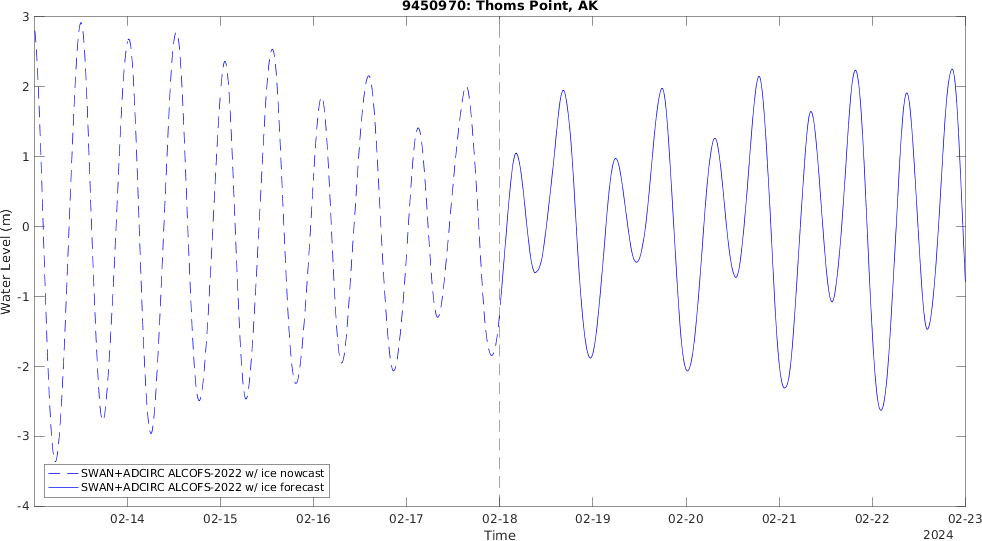 9450970: Thoms Point, AK
3
2
1
0
-1
-2
-3
-4
Water Level (m)
SWAN+ADCIRC ALCOFS-2022 w/ ice nowcast
SWAN+ADCIRC ALCOFS-2022 w/ ice forecast
02-14 02-15 02-16 02-17 02-18 02-19 02-20 02-21 02-22 02-23
Time
2024